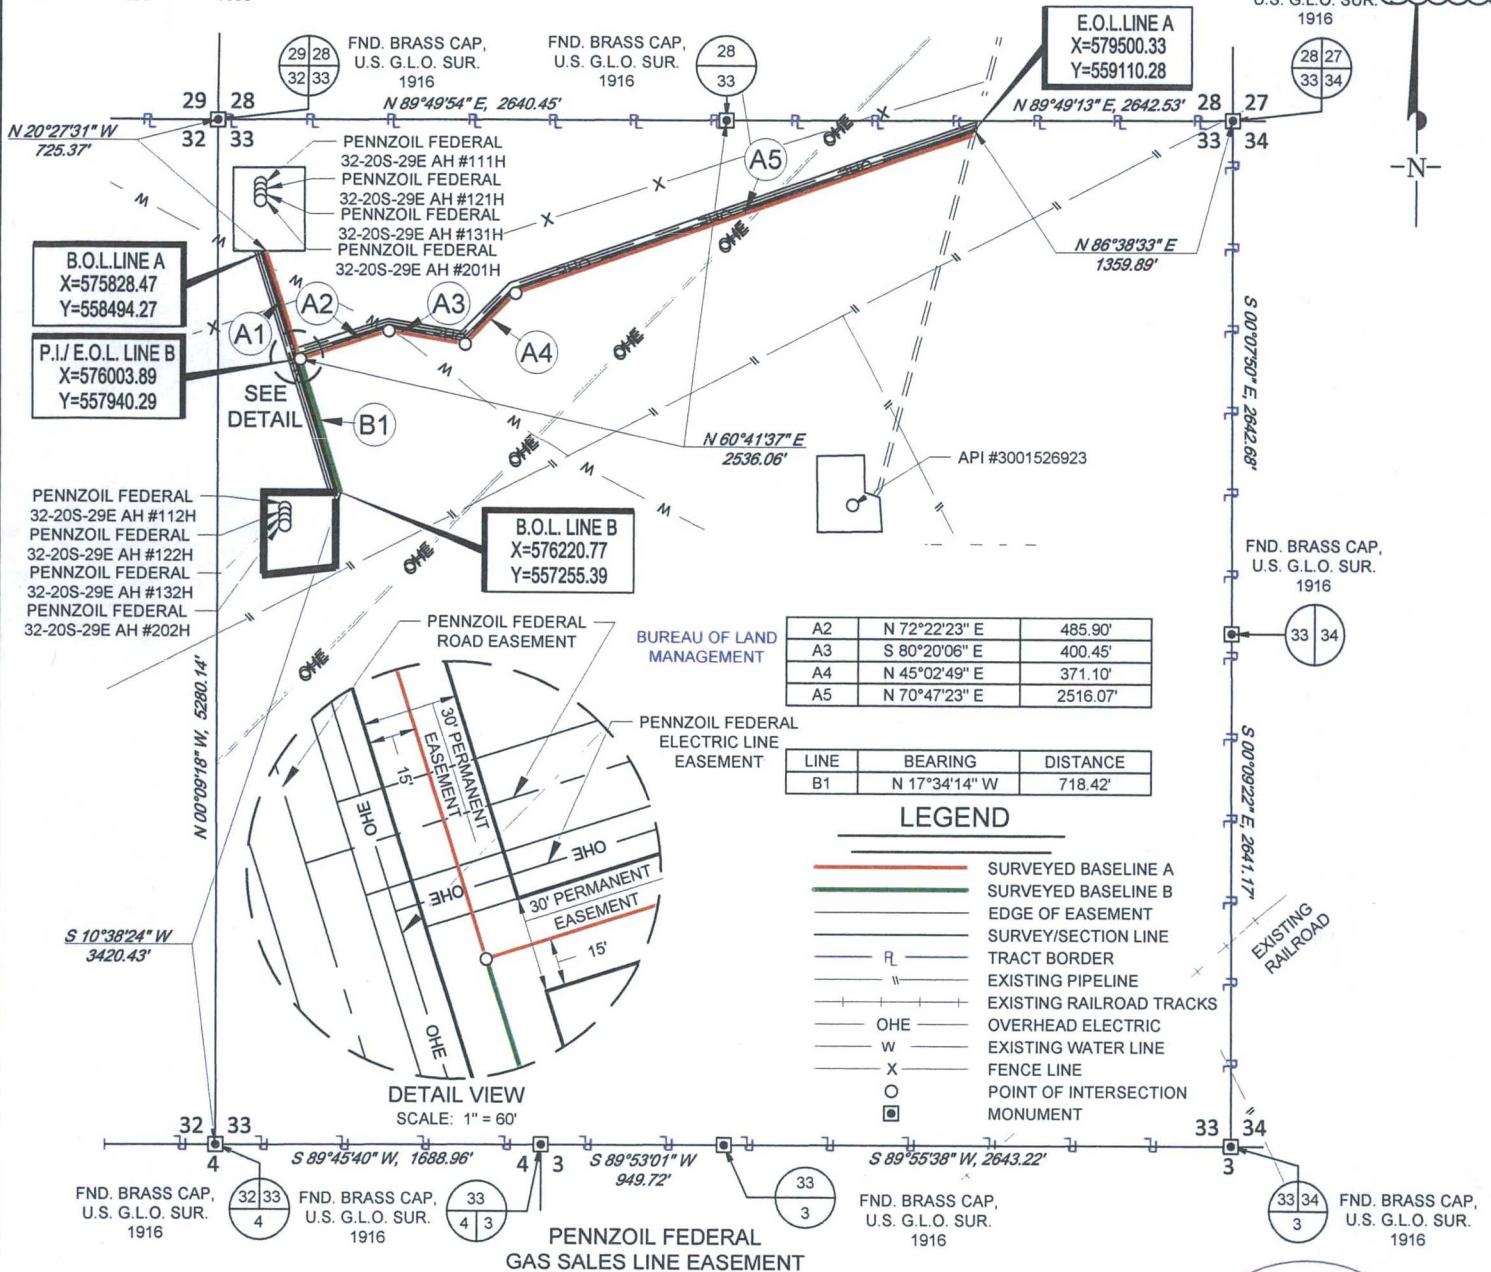 U.S. G.L.O. SUR.
1916
FND. BRASS CAP,
U.S. G.L.O. SUR.
1916
29 28
32 33
FND. BRASS CAP,
U.S. G.L.O. SUR.
1916
28
33
E.O.L.LINE A
X=579500.33
Y=559110.28
28 27
33 34
29 28
32 33
N 89°49'54" E, 2640.45'
N 89°49'13" E, 2642.53'
28 27
33 34
N 20°27'31" W
725.37'
PENNZOIL FEDERAL
32-20S-29E AH #111H
PENNZOIL FEDERAL
32-20S-29E AH #121H
PENNZOIL FEDERAL
32-20S-29E AH #131H
PENNZOIL FEDERAL
32-20S-29E AH #201H
A5
-N-
N 86°38'33" E
1359.89'
B.O.L.LINE A
X=575828.47
Y=558494.27
A1
A2
A3
A4
P.I./ E.O.L. LINE B
X=576003.89
Y=557940.29
SEE
DETAIL
B1
N 60°41'37" E
2536.06'
API #3001526923
S 00°07'50" E, 2642.68'
PENNZOIL FEDERAL
32-20S-29E AH #112H
PENNZOIL FEDERAL
32-20S-29E AH #122H
PENNZOIL FEDERAL
32-20S-29E AH #132H
PENNZOIL FEDERAL
32-20S-29E AH #202H
B.O.L. LINE B
X=576220.77
Y=557255.39
FND. BRASS CAP,
U.S. G.L.O. SUR.
1916
33 34
OHE
OHE
OHE
OHE
OHE
OHE
OHE
OHE
OHE
W
W
W
W
W
W
W
X
X
X
X
N 00°09'18" W, 5280.14'
PENNZOIL FEDERAL
ROAD EASEMENT
BUREAU OF LAND
MANAGEMENT
A2 N 72°22'23" E 485.90'
A3 S 80°20'06" E 400.45'
A4 N 45°02'49" E 371.10'
A5 N 70°47'23" E 2516.07'
PENNZOIL FEDERAL
ELECTRIC LINE
EASEMENT
LINE BEARING DISTANCE
B1 N 17°34'14" W 718.42'
S 00°09'22" E, 2641.17'
30' PERMANENT
EASEMENT
15'
OHE
OHE
OHE
OHE
30' PERMANENT
EASEMENT
15'
DETAIL VIEW
SCALE: 1" = 60'
LEGEND
SURVEYED BASELINE A
SURVEYED BASELINE B
EDGE OF EASEMENT
SURVEY/SECTION LINE
PL TRACT BORDER
EXISTING PIPELINE
EXISTING RAILROAD TRACKS
OHE OVERHEAD ELECTRIC
W EXISTING WATER LINE
X FENCE LINE
POINT OF INTERSECTION
MONUMENT
EXISTING
RAILROAD
S 10°38'24" W
3420.43'
32 33
4
S 89°45'40" W, 1688.96'
4 3
S 89°53'01" W
949.72'
S 89°55'38" W, 2643.22'
33 34
3
FND. BRASS CAP,
U.S. G.L.O. SUR.
1916
32 33
4
FND. BRASS CAP,
U.S. G.L.O. SUR.
1916
33
4 3
33
3
FND. BRASS CAP,
U.S. G.L.O. SUR.
1916
33 34
3
FND. BRASS CAP,
U.S. G.L.O. SUR.
1916
PENNZOIL FEDERAL
GAS SALES LINE EASEMENT